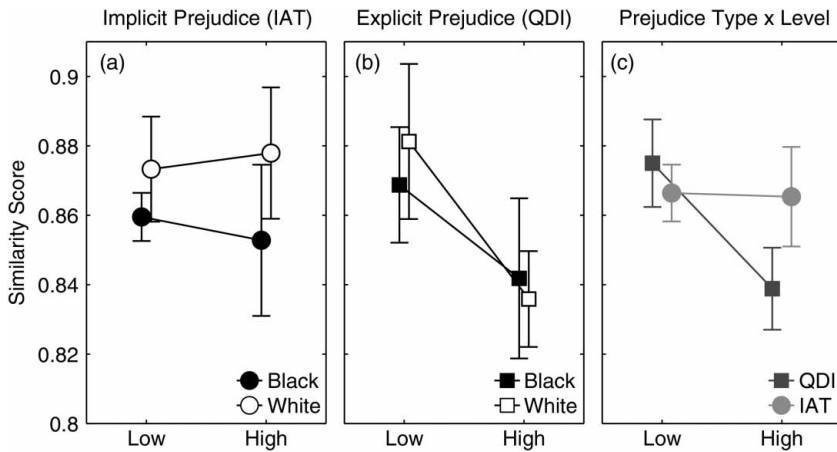 Implicit Prejudice (IAT)
Explicit Prejudice (QDI)
Prejudice Type x Level
(a)
(b)
(c)
0.9
0.88
0.86
0.84
0.82
0.8
Similarity Score
Black
White
Black
White
QDI
IAT
Low
High
Low
High
Low
High